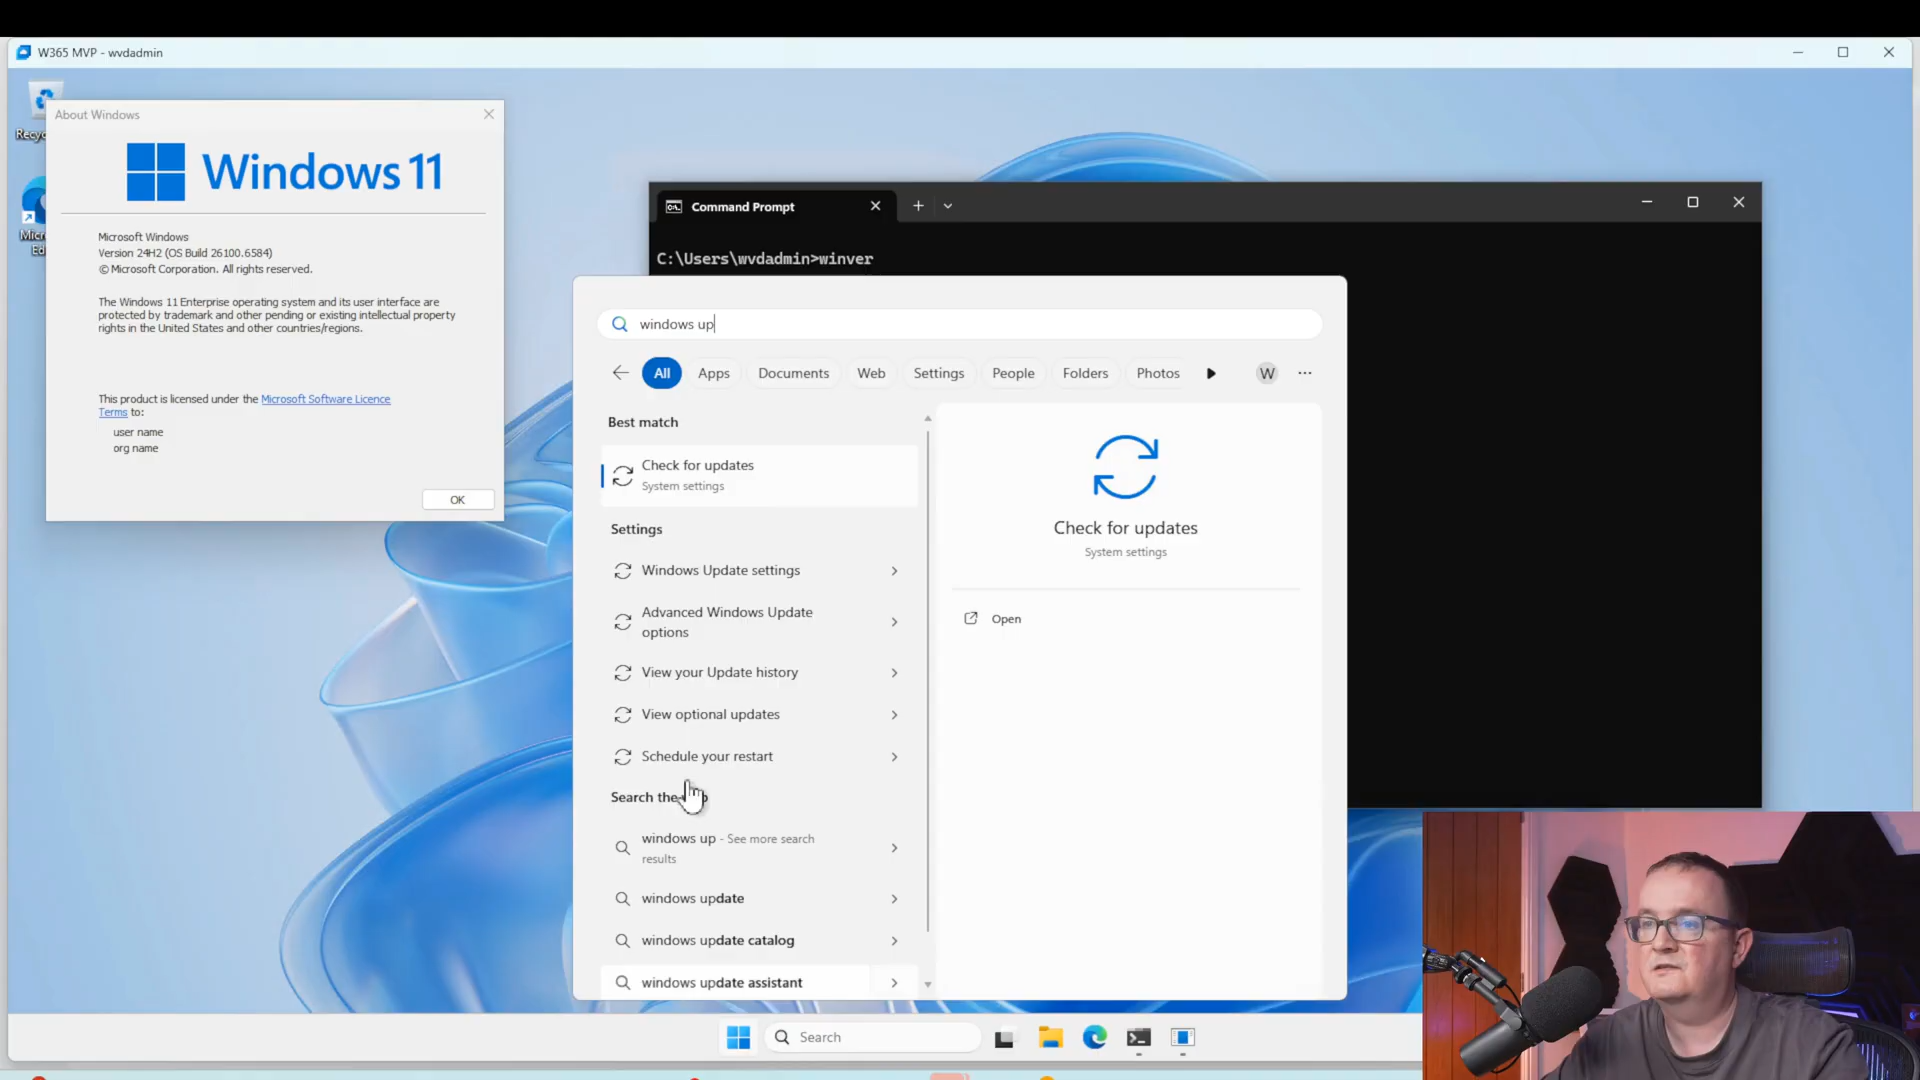 W365 MVP - wvdadmin
About Windows
Windows 11
Microsoft Windows
Version 24H2 (OS Build 26100.6584)
© Microsoft Corporation. All rights reserved.
The Windows 11 Enterprise operating system and its user interface are
protected by trademark and other pending or existing intellectual property
rights in the United States and other countries/regions.
This product is licensed under the Microsoft Software Licence
Terms to:
user name
org name
OK
Command Prompt
C:\Users\wvdadmin>winver
windows up
All
Apps
Documents
Web
Settings
People
Folders
Photos
W
Best match
Check for updates
System settings
Settings
Windows Update settings
Advanced Windows Update
options
View your Update history
View optional updates
Schedule your restart
Search the
windows up - See more search
results
windows update
windows update catalog
windows update assistant
Check for updates
System settings
Open
Search